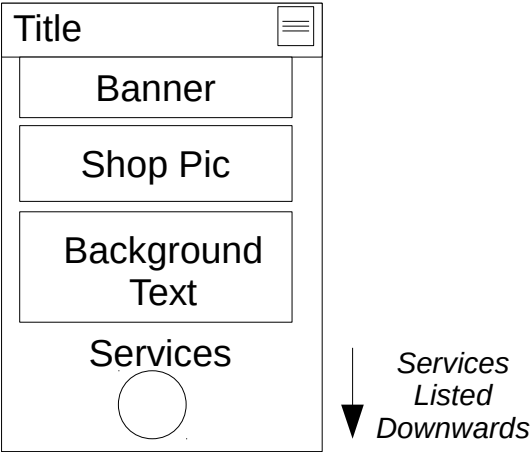 Title
Banner
Shop Pic
Background
Text
Services
Services
Listed
Downwards